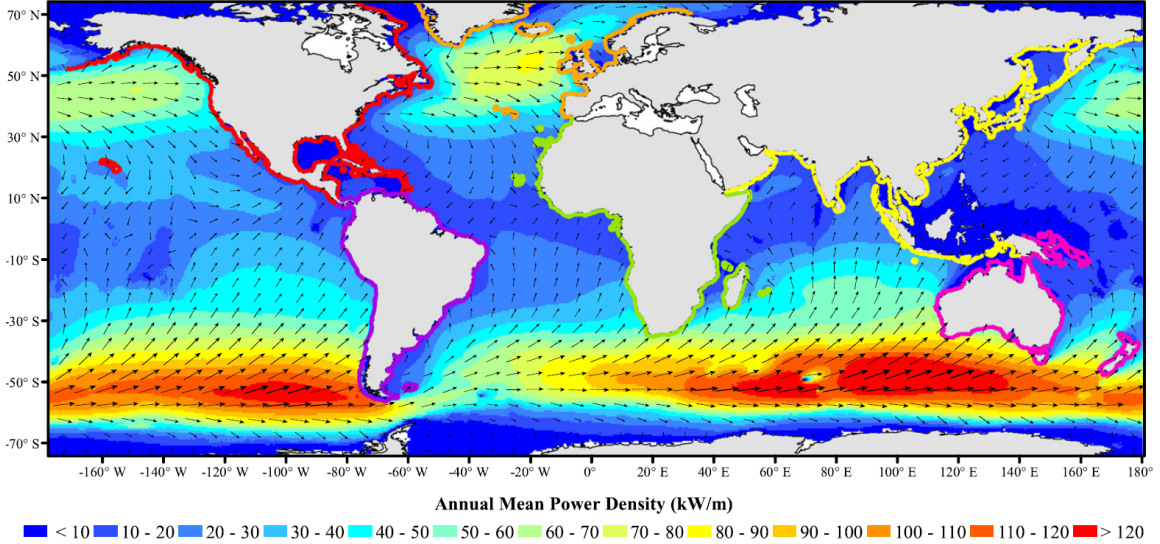 70° N
50° N
30° N
10° N
-10° S
-30° S
-50° S
-70° S
-160° W -140° W -120° W -100° W -80° W -60° W -40° W -20° W 0° 20° E 40° E 60° E 80° E 100° E 120° E 140° E 160° E 180° E
Annual Mean Power Density (kW/m)
< 10 10 - 20 20 - 30 30 - 40 40 - 50 50 - 60 60 - 70 70 - 80 80 - 90 90 - 100 100 - 110 110 - 120 > 120